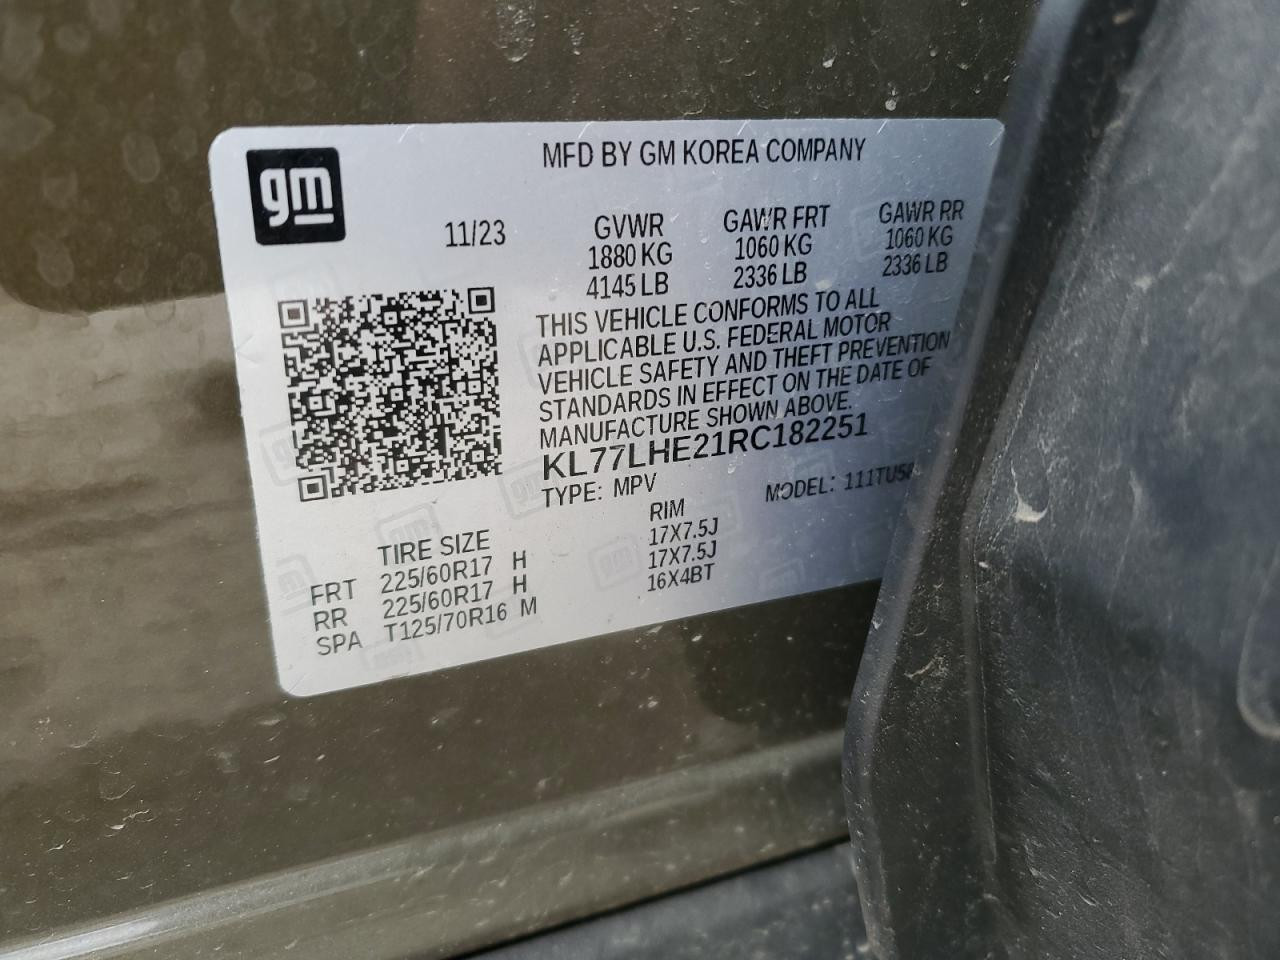 gm
MFD BY GM KOREA COMPANY
11/23
GVWR GAWR FRT GAWR RR
1880 KG 1060 KG 1060 KG
4145 LB 2336 LB 2336 LB
THIS VEHICLE CONFORMS TO ALL
APPLICABLE U.S. FEDERAL MOTOR
VEHICLE SAFETY AND THEFT PREVENTION
STANDARDS IN EFFECT ON THE DATE OF
MANUFACTURE SHOWN ABOVE.
KL77LHE21RC182251
TYPE: MPV MODEL:
TIRE SIZE RIM
FRT 225/60R17 H 17X7.5J
RR 225/60R17 H 17X7.5J
SPA T125/70R16 M 16X4BT